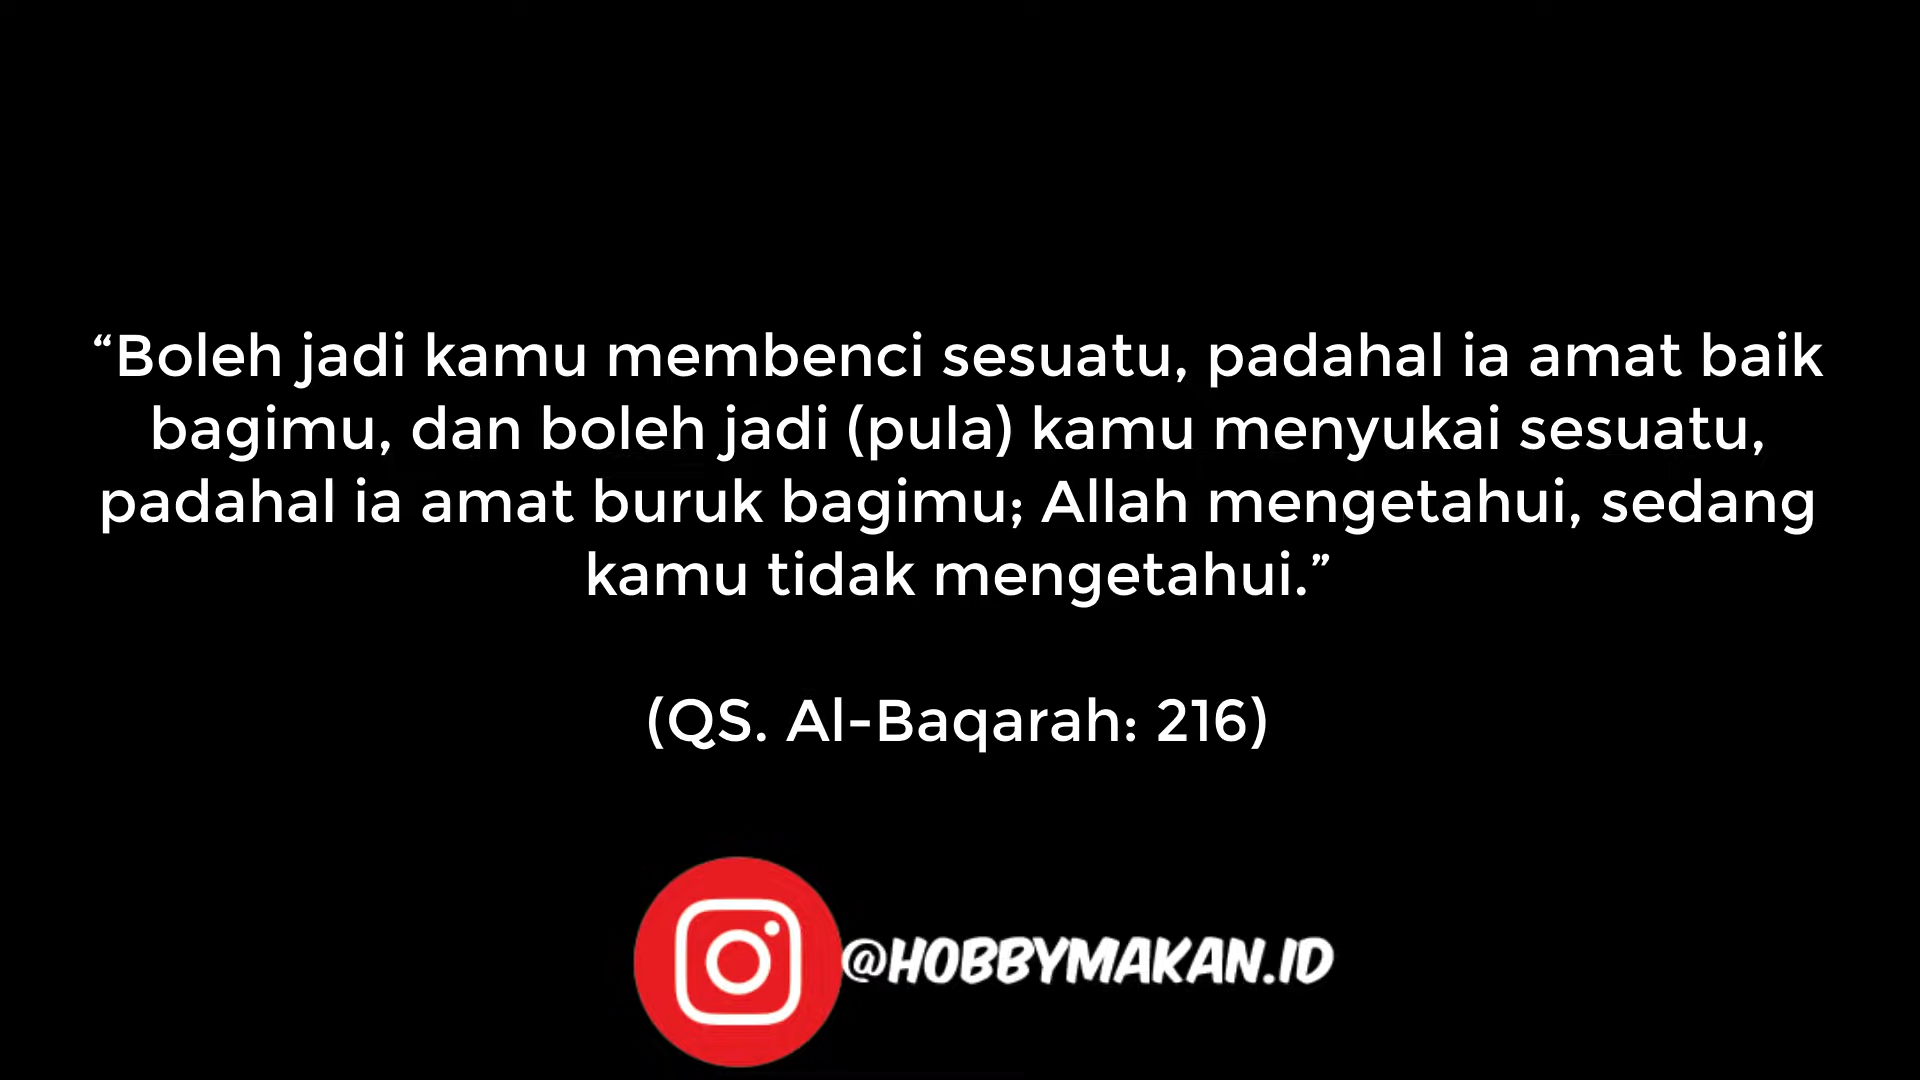 “Boleh jadi kamu membenci sesuatu, padahal ia amat baik
bagimu, dan boleh jadi (pula) kamu menyukai sesuatu,
padahal ia amat buruk bagimu; Allah mengetahui, sedang
kamu tidak mengetahui.”
(QS. Al-Baqarah: 216)
@HOBBYMAKAN.ID